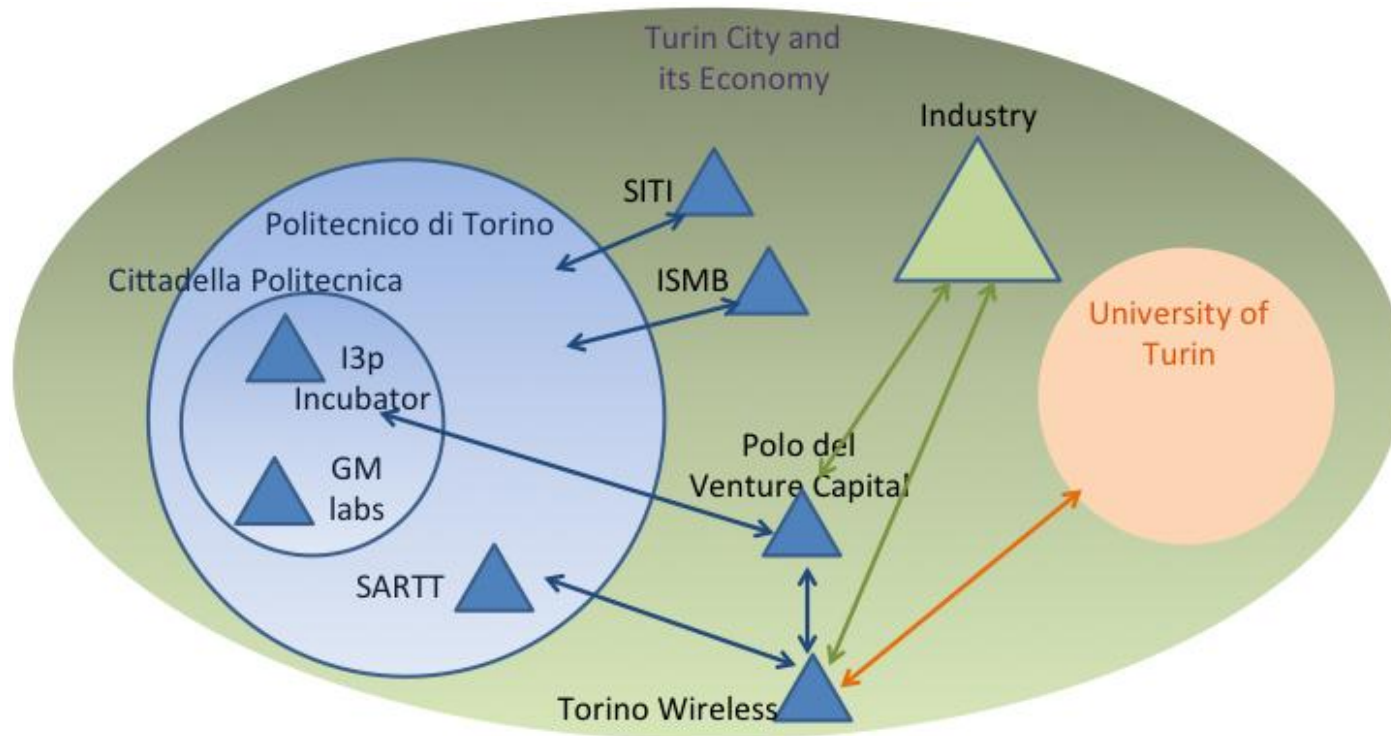 Turin City and
its Economy
Industry
SITI
Politecnico di Torino
Cittadella Politecnica
ISMB
I3p
Incubator
University of
Turin
GM
labs
Polo del
Venture Capital
SARTT
Torino Wireless